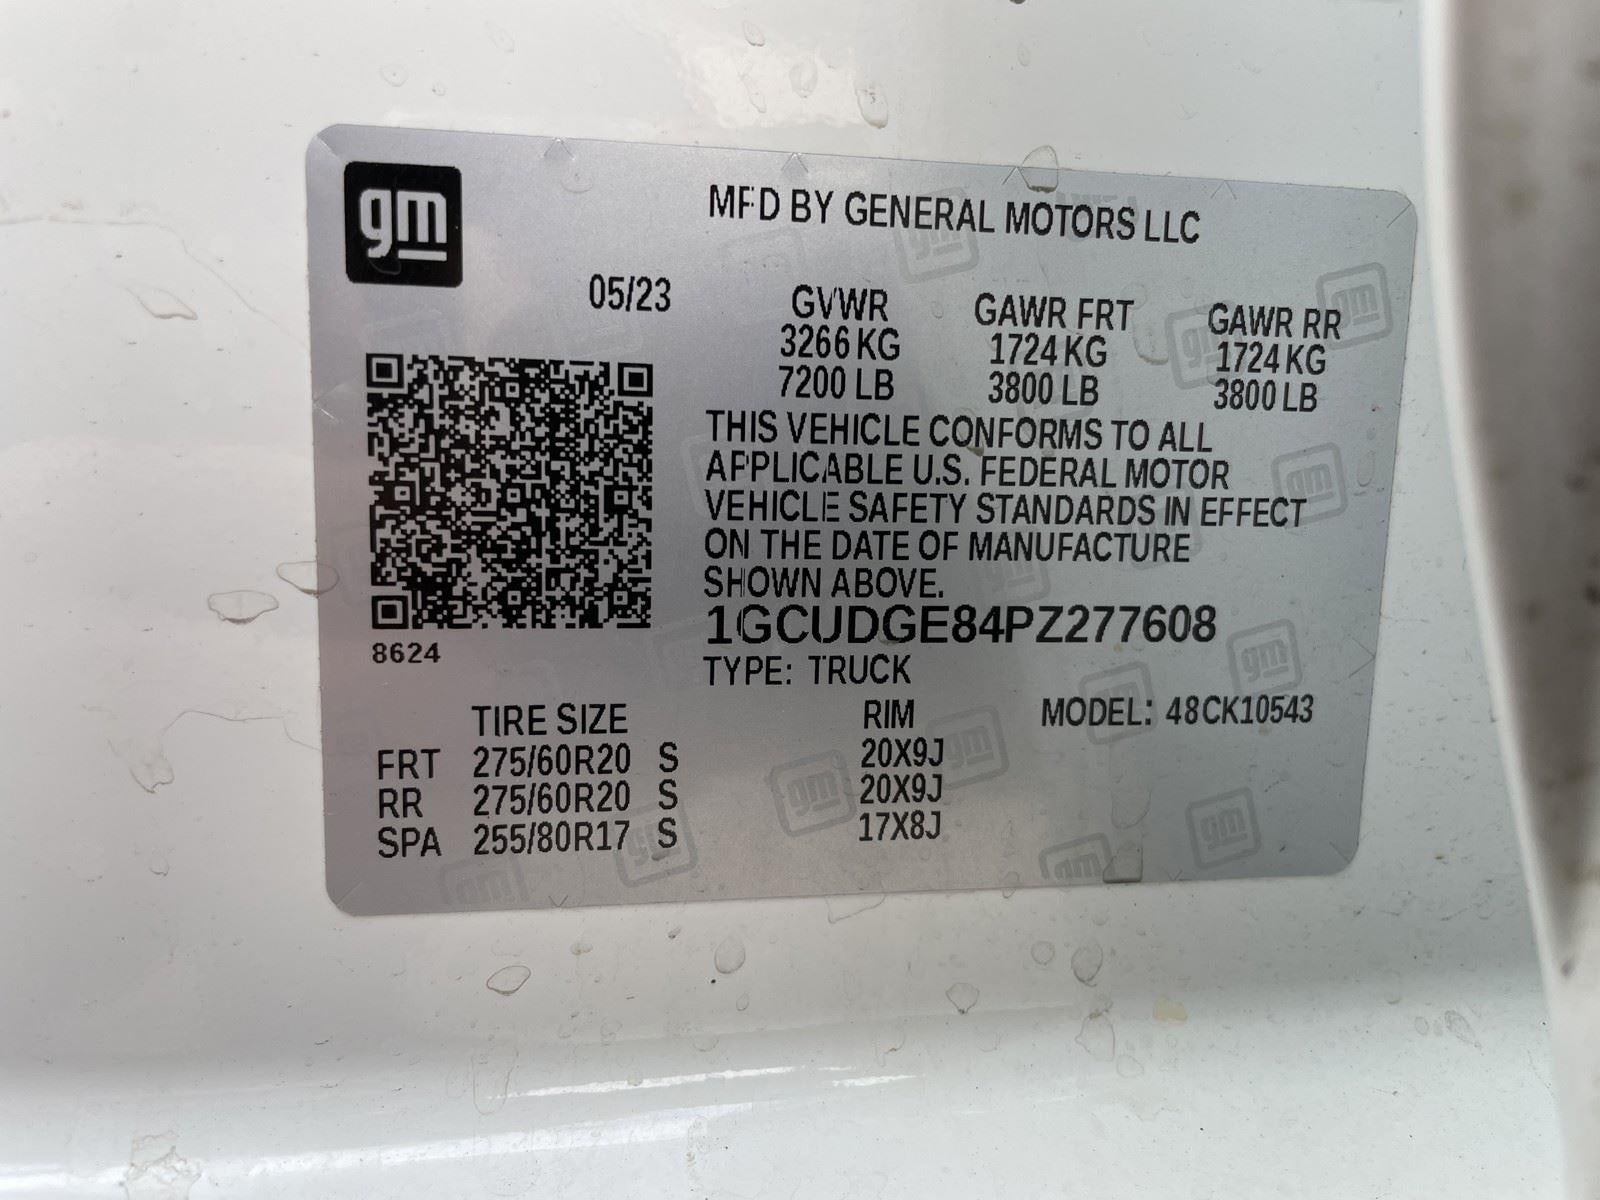 gm
MFD BY GENERAL MOTORS LLC
05/23 GVWR GAWR FRT GAWR RR
3266 KG 1724 KG 1724 KG
7200 LB 3800 LB 3800 LB
THIS VEHICLE CONFORMS TO ALL
APPLICABLE U.S. FEDERAL MOTOR
VEHICLE SAFETY STANDARDS IN EFFECT
ON THE DATE OF MANUFACTURE
SHOWN ABOVE.
1GCUDGE84PZ277608
8624
TYPE: TRUCK
TIRE SIZE RIM MODEL: 48CK10543
FRT 275/60R20 S 20X9J
RR 275/60R20 S 20X9J
SPA 255/80R17 S 17X8J